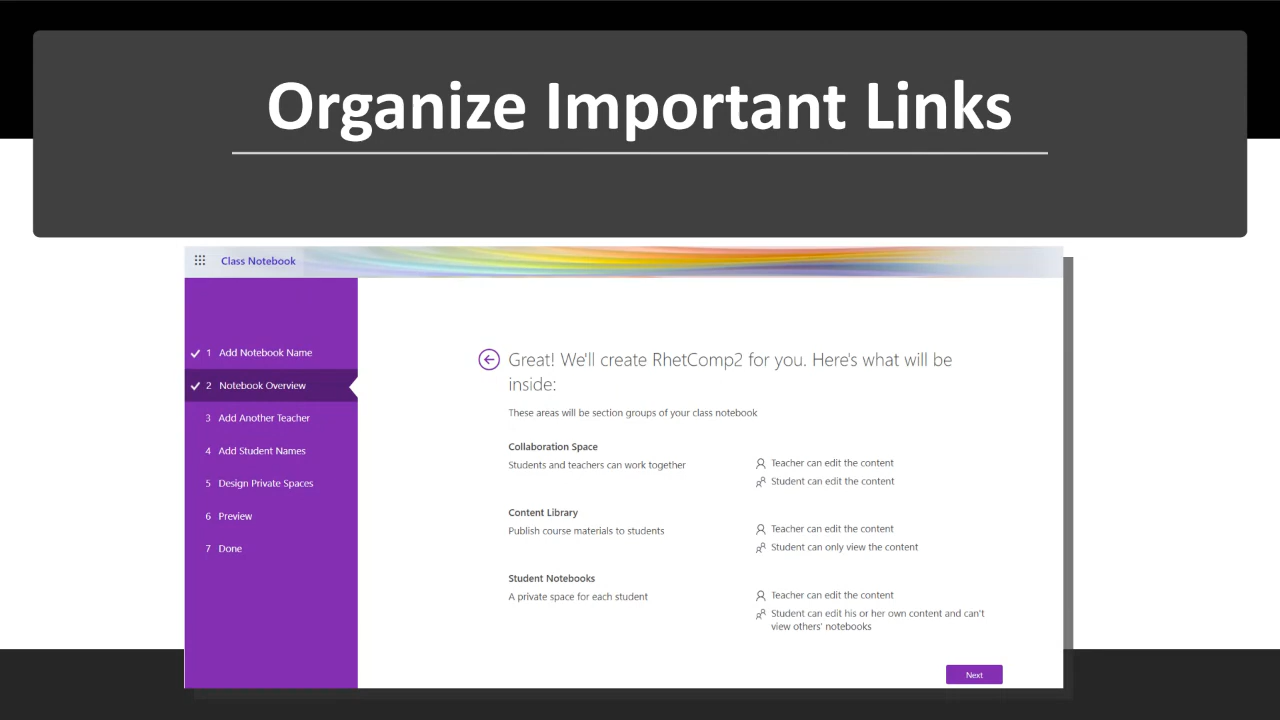 Organize Important Links
Class Notebook
1 Add Notebook Name
2 Notebook Overview
3 Add Another Teacher
4 Add Student Names
5 Design Private Spaces
6 Preview
7 Done
Great! We'll create RhetComp2 for you. Here's what will be
inside:
These areas will be section groups of your class notebook
Collaboration Space
Students and teachers can work together
Teacher can edit the content
Student can edit the content
Content Library
Publish course materials to students
Teacher can edit the content
Student can only view the content
Student Notebooks
A private space for each student
Teacher can edit the content
Student can edit his or her own content and can't
view others' notebooks
Next